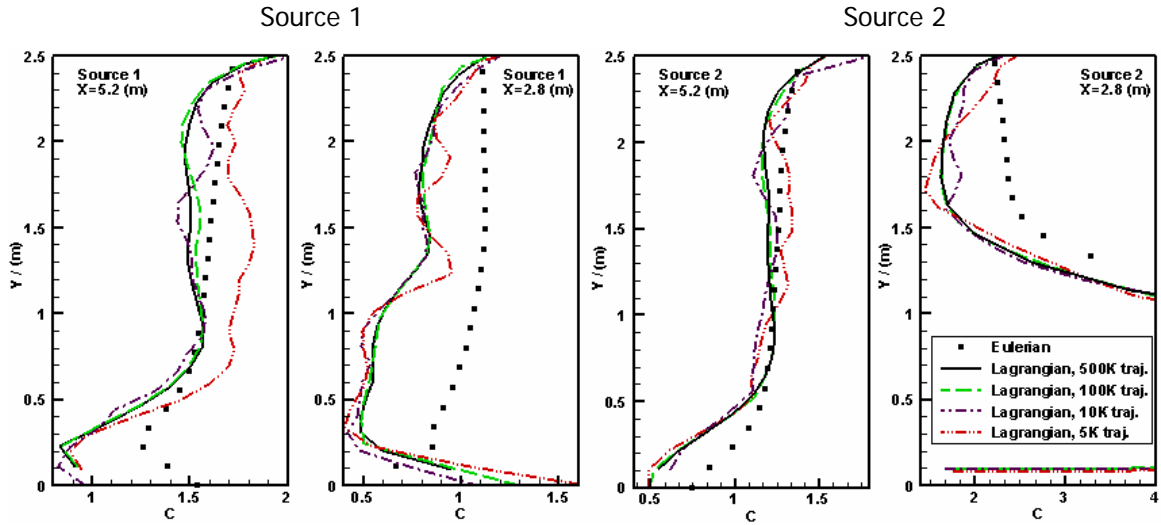 Source 1
Source 2
Source 1
X=5.2 (m)
Y / (m)
2.5
2
1.5
1
0.5
0
1
1.5
2
C
Source 1
X=2.8 (m)
Y / (m)
2.5
2
1.5
1
0.5
0
0.5
1
1.5
C
Source 2
X=5.2 (m)
Y / (m)
2.5
2
1.5
1
0.5
0
0.5
1
1.5
C
Source 2
X=2.8 (m)
Y / (m)
2.5
2
1.5
1
0.5
0
2
3
4
C
Eulerian
Lagrangian, 500K traj.
Lagrangian, 100K traj.
Lagrangian, 10K traj.
Lagrangian, 5K traj.